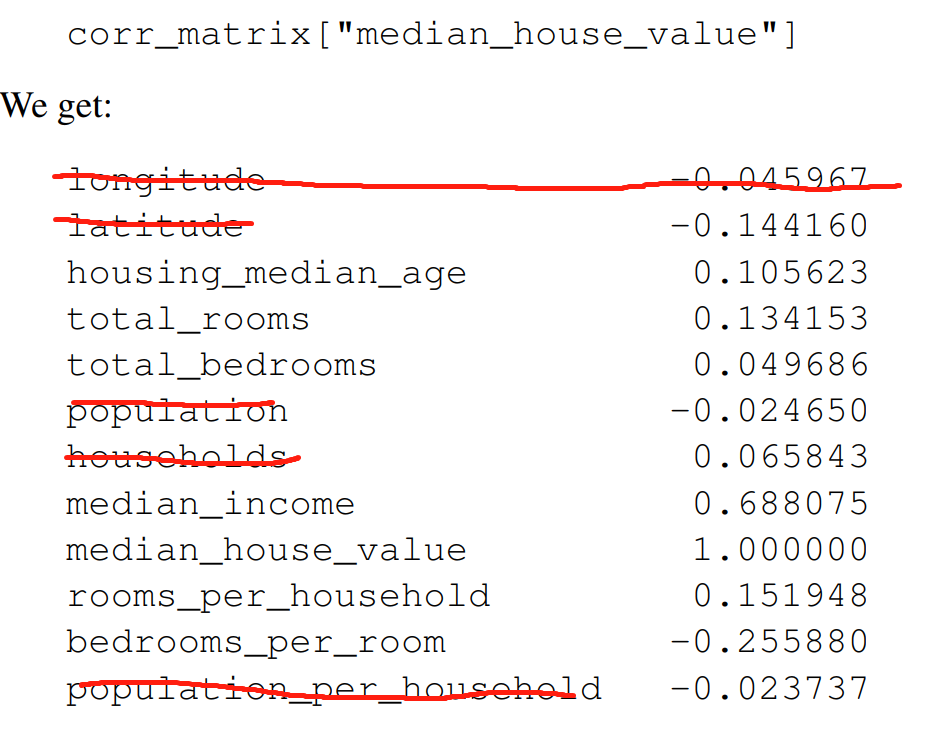 corr_matrix["median_house_value"]
We get:
longitude -0.045967
latitude -0.144160
housing_median_age 0.105623
total_rooms 0.134153
total_bedrooms 0.049686
population -0.024650
households 0.065843
median_income 0.688075
median_house_value 1.000000
rooms_per_household 0.151948
bedrooms_per_room -0.255880
population_per_household -0.023737